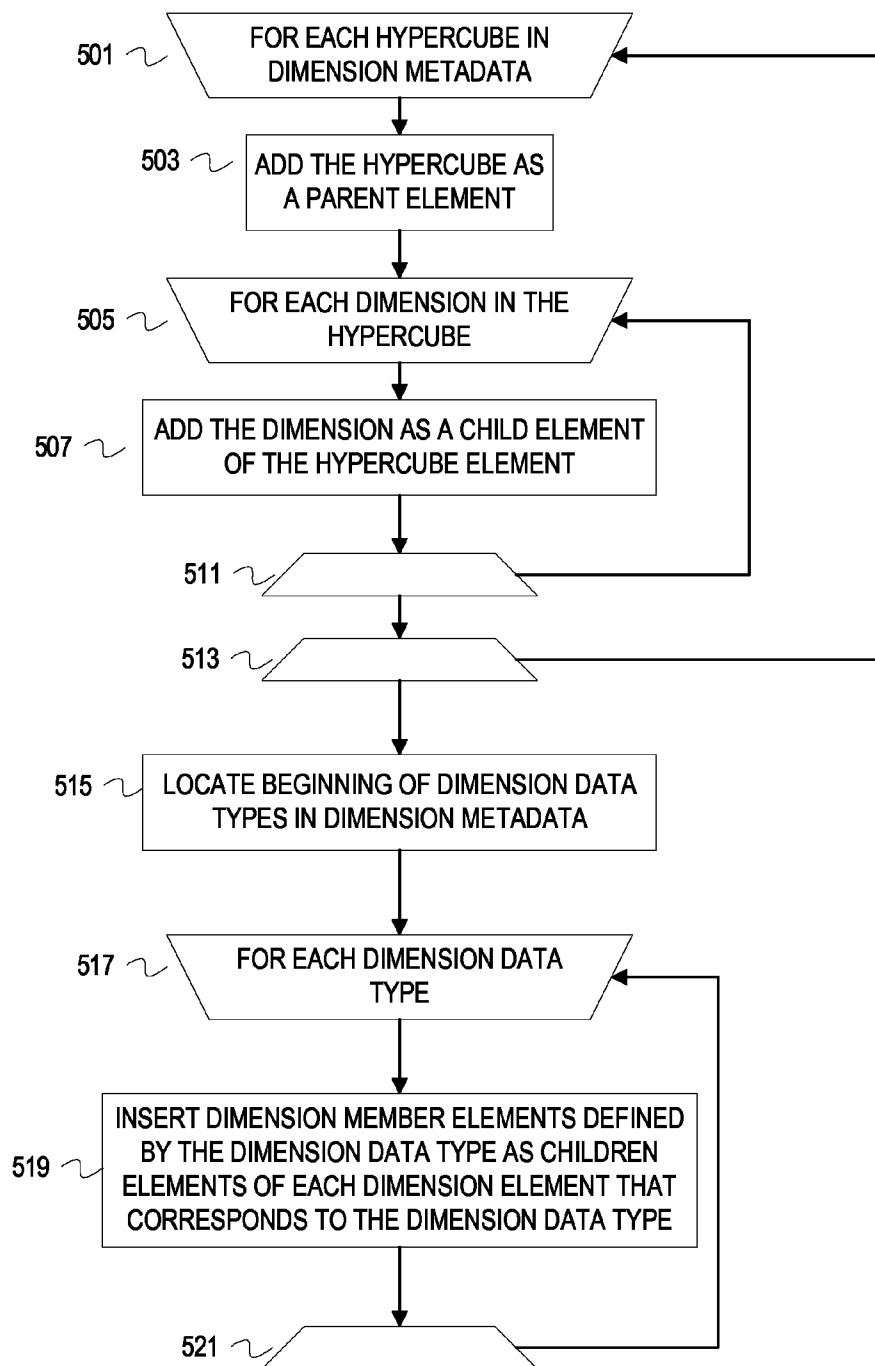 501
FOR EACH HYPERCUBE IN
DIMENSION METADATA
503
ADD THE HYPERCUBE AS
A PARENT ELEMENT
505
FOR EACH DIMENSION IN THE
HYPERCUBE
507
ADD THE DIMENSION AS A CHILD ELEMENT
OF THE HYPERCUBE ELEMENT
511
513
515
LOCATE BEGINNING OF DIMENSION DATA
TYPES IN DIMENSION METADATA
517
FOR EACH DIMENSION DATA
TYPE
519
INSERT DIMENSION MEMBER ELEMENTS DEFINED
BY THE DIMENSION DATA TYPE AS CHILDREN
ELEMENTS OF EACH DIMENSION ELEMENT THAT
CORRESPONDS TO THE DIMENSION DATA TYPE
521